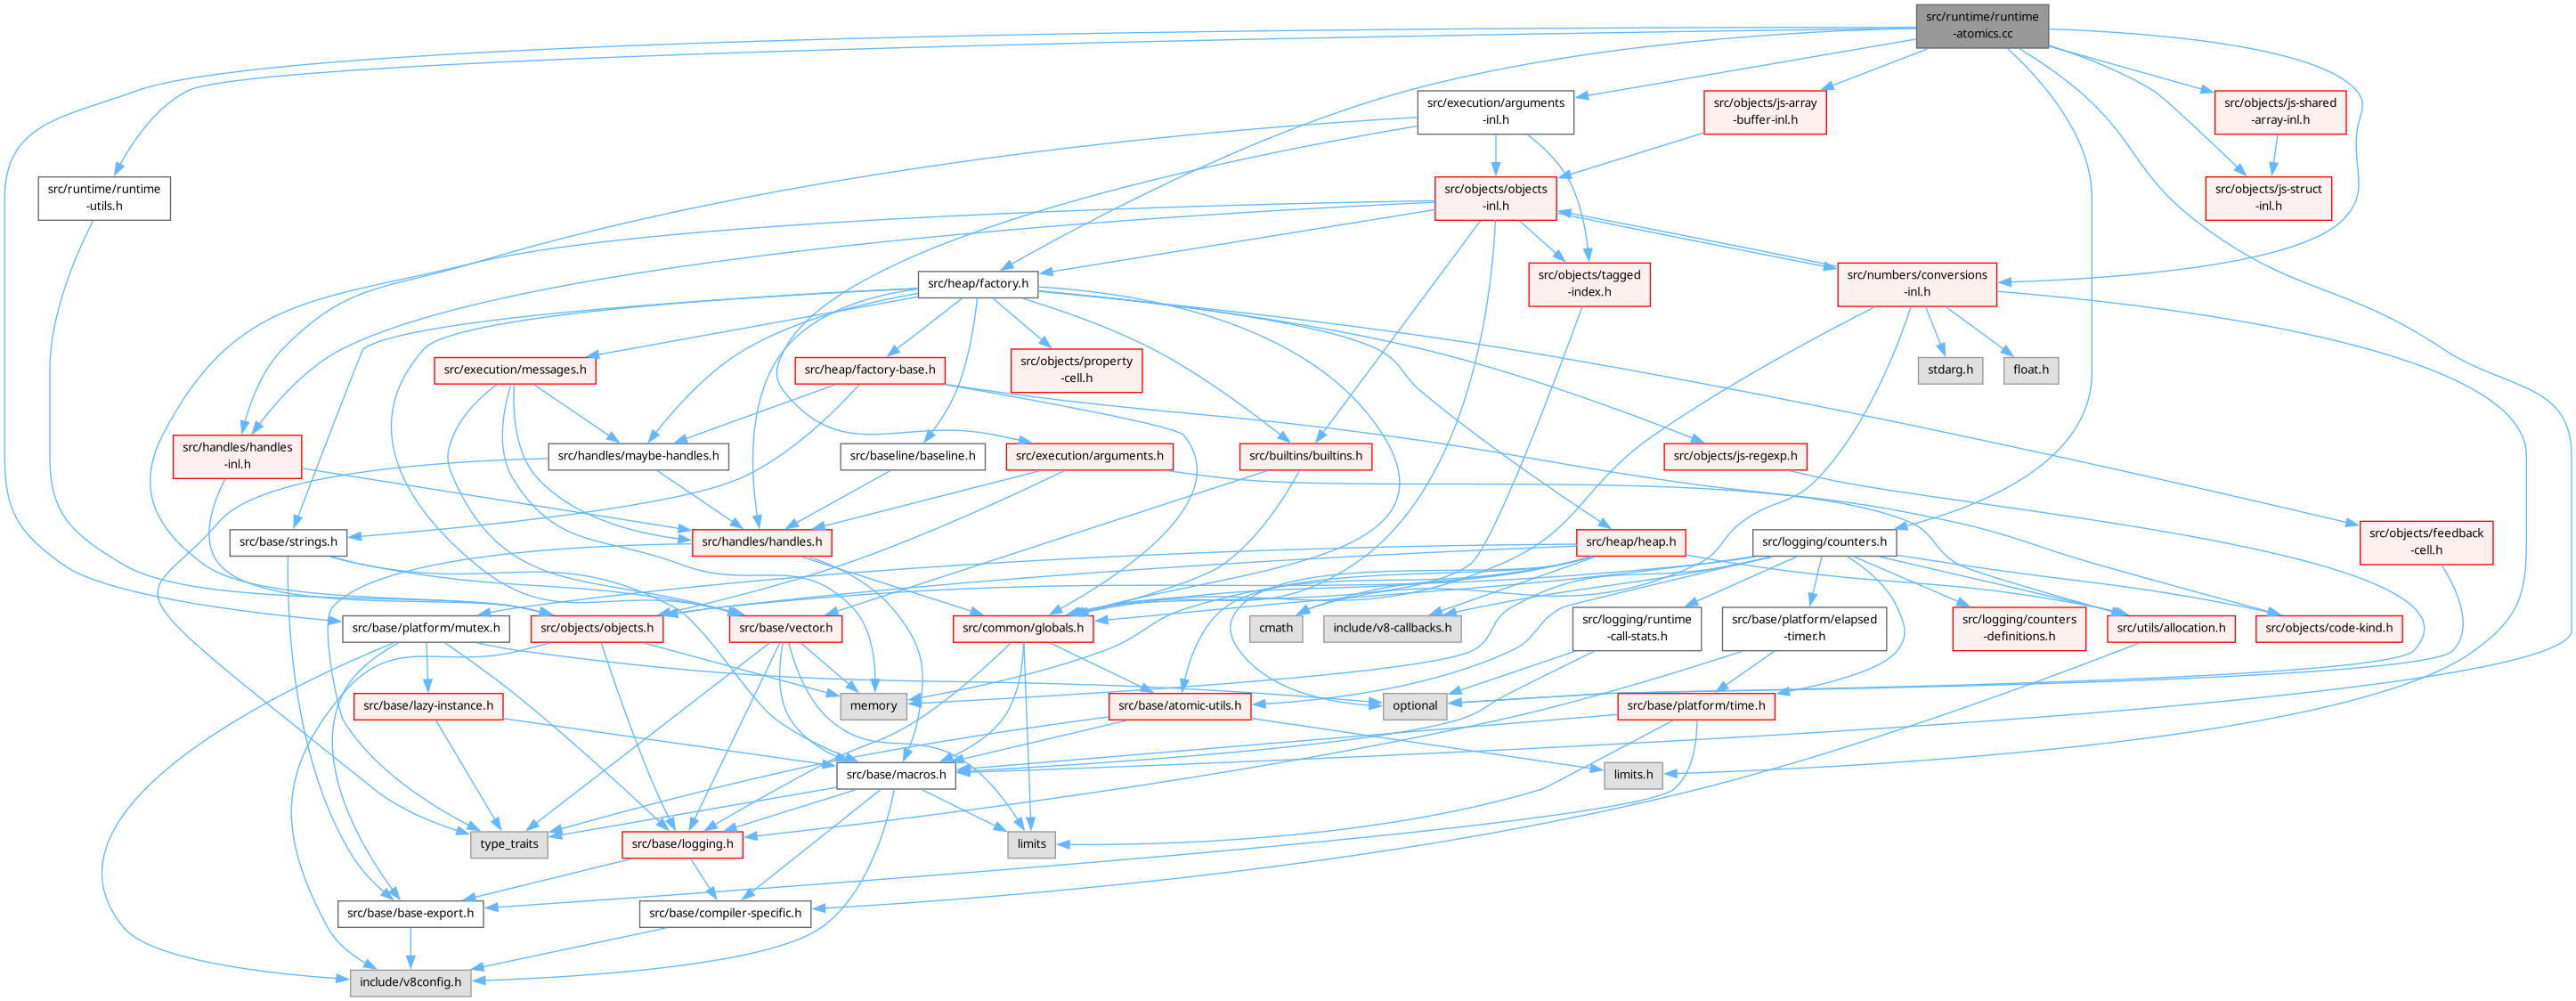 src/runtime/runtime
-atomics.cc
src/execution/arguments
-inl.h
src/objects/js-array
-buffer-inl.h
src/objects/js-shared
-array-inl.h
src/runtime/runtime
-utils.h
src/objects/objects
-inl.h
src/objects/js-struct
-inl.h
src/heap/factory.h
src/objects/tagged
-index.h
src/numbers/conversions
-inl.h
src/execution/messages.h
src/heap/factory-base.h
src/objects/property
-cell.h
stdarg.h
float.h
src/handles/handles
-inl.h
src/handles/maybe-handles.h
src/baseline/baseline.h
src/execution/arguments.h
src/builtins/builtins.h
src/objects/js-regexp.h
src/base/strings.h
src/handles/handles.h
src/heap/heap.h
src/logging/counters.h
src/objects/feedback
-cell.h
src/base/platform/mutex.h
src/objects/objects.h
src/base/vector.h
src/common/globals.h
cmath
include/v8-callbacks.h
src/logging/runtime
-call-stats.h
src/base/platform/elapsed
-timer.h
src/logging/counters
-definitions.h
src/utils/allocation.h
src/objects/code-kind.h
src/base/lazy-instance.h
memory
src/base/atomic-utils.h
optional
src/base/platform/time.h
src/base/macros.h
limits.h
type_traits
src/base/logging.h
limits
src/base/base-export.h
src/base/compiler-specific.h
include/v8config.h